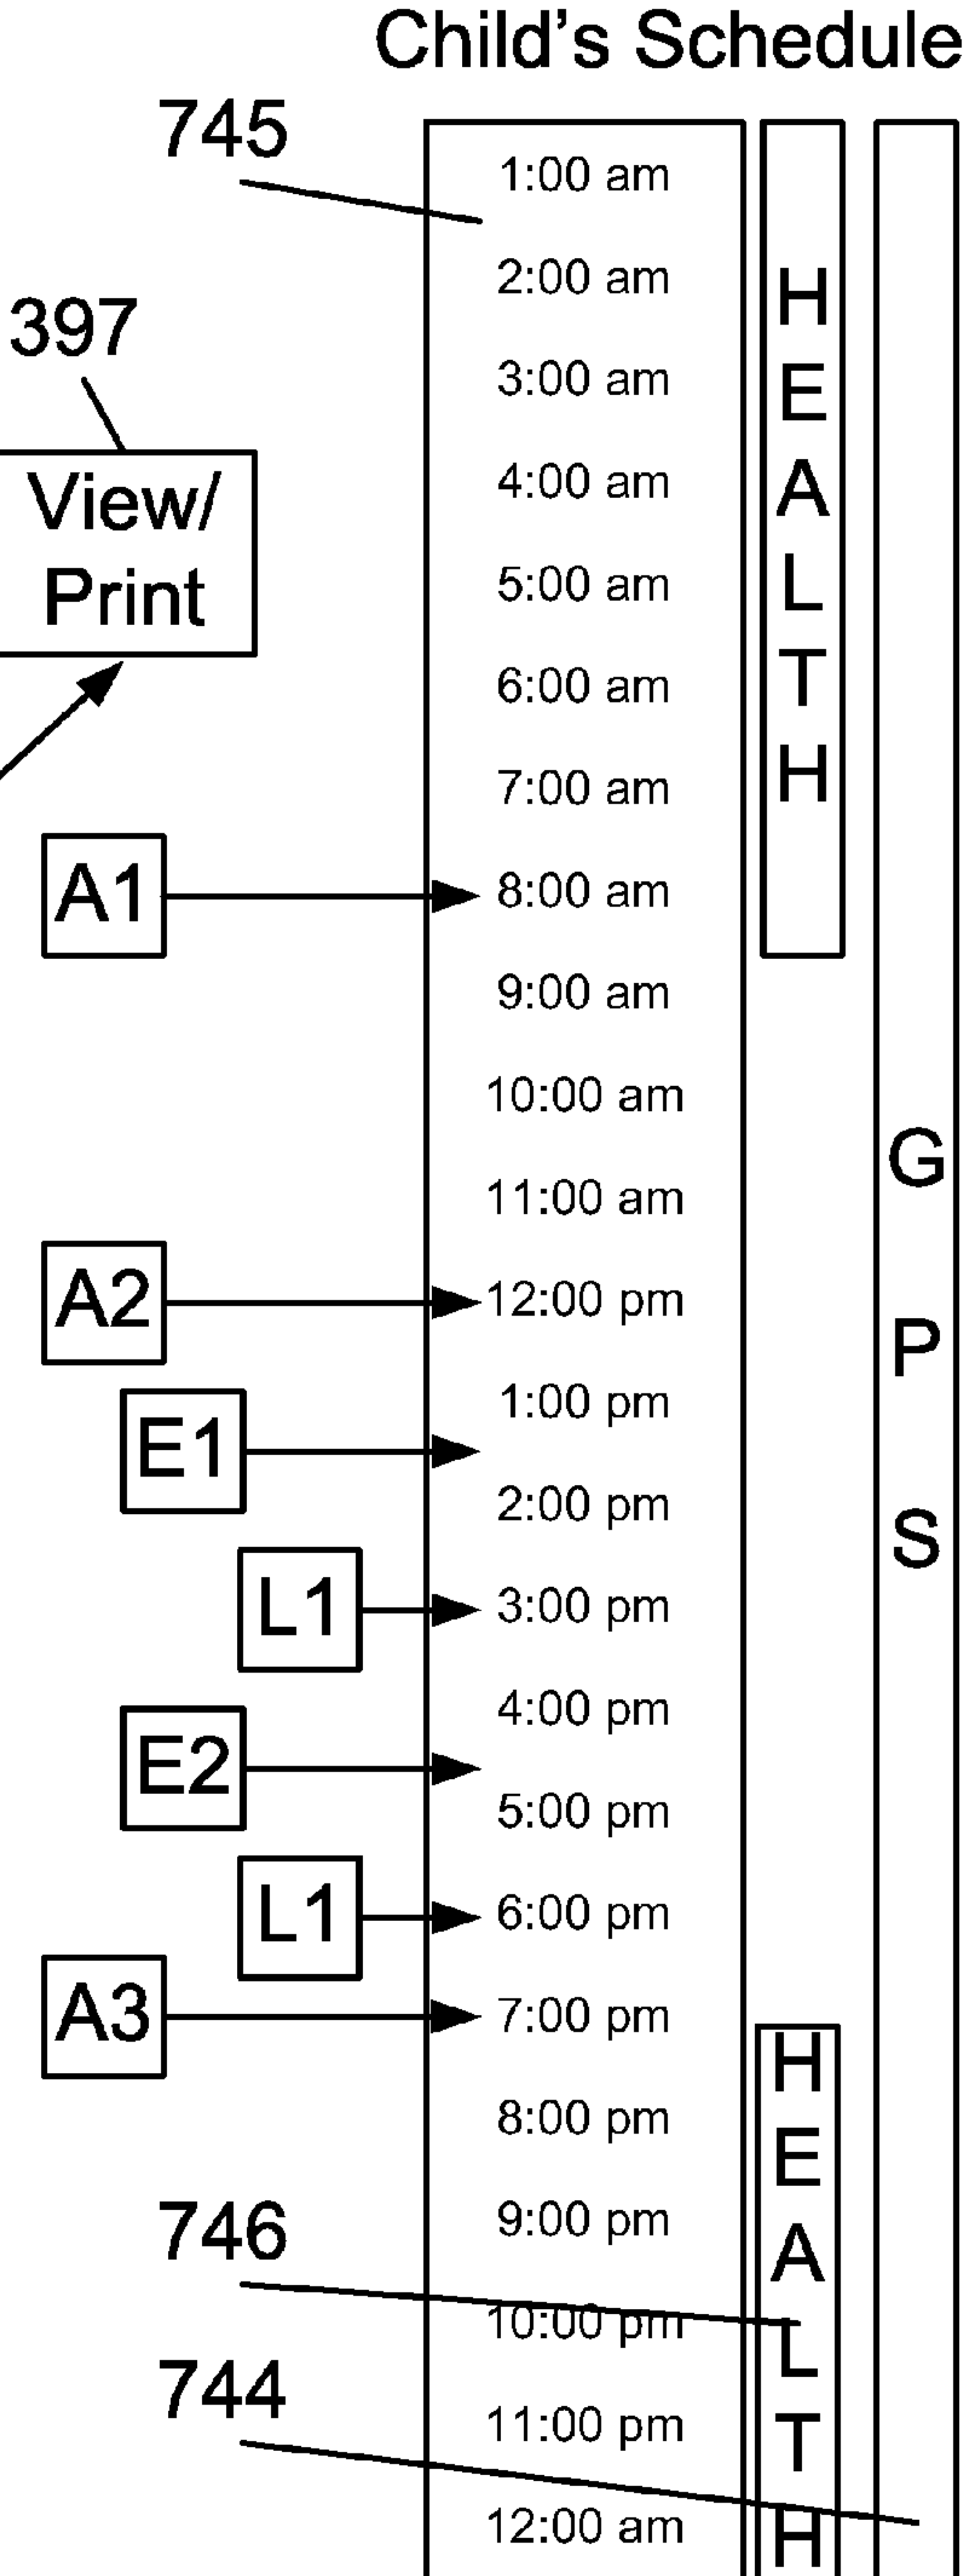 Child's Schedule
745
1:00 am
2:00 am
HEALTH
397
3:00 am
View/
Print
4:00 am
5:00 am
6:00 am
7:00 am
A1
8:00 am
9:00 am
10:00 am
GPS
11:00 am
A2
12:00 pm
1:00 pm
E1
2:00 pm
L1
3:00 pm
4:00 pm
E2
5:00 pm
L1
6:00 pm
A3
7:00 pm
HEALTH
8:00 pm
746
9:00 pm
10:00 pm
744
11:00 pm
12:00 am